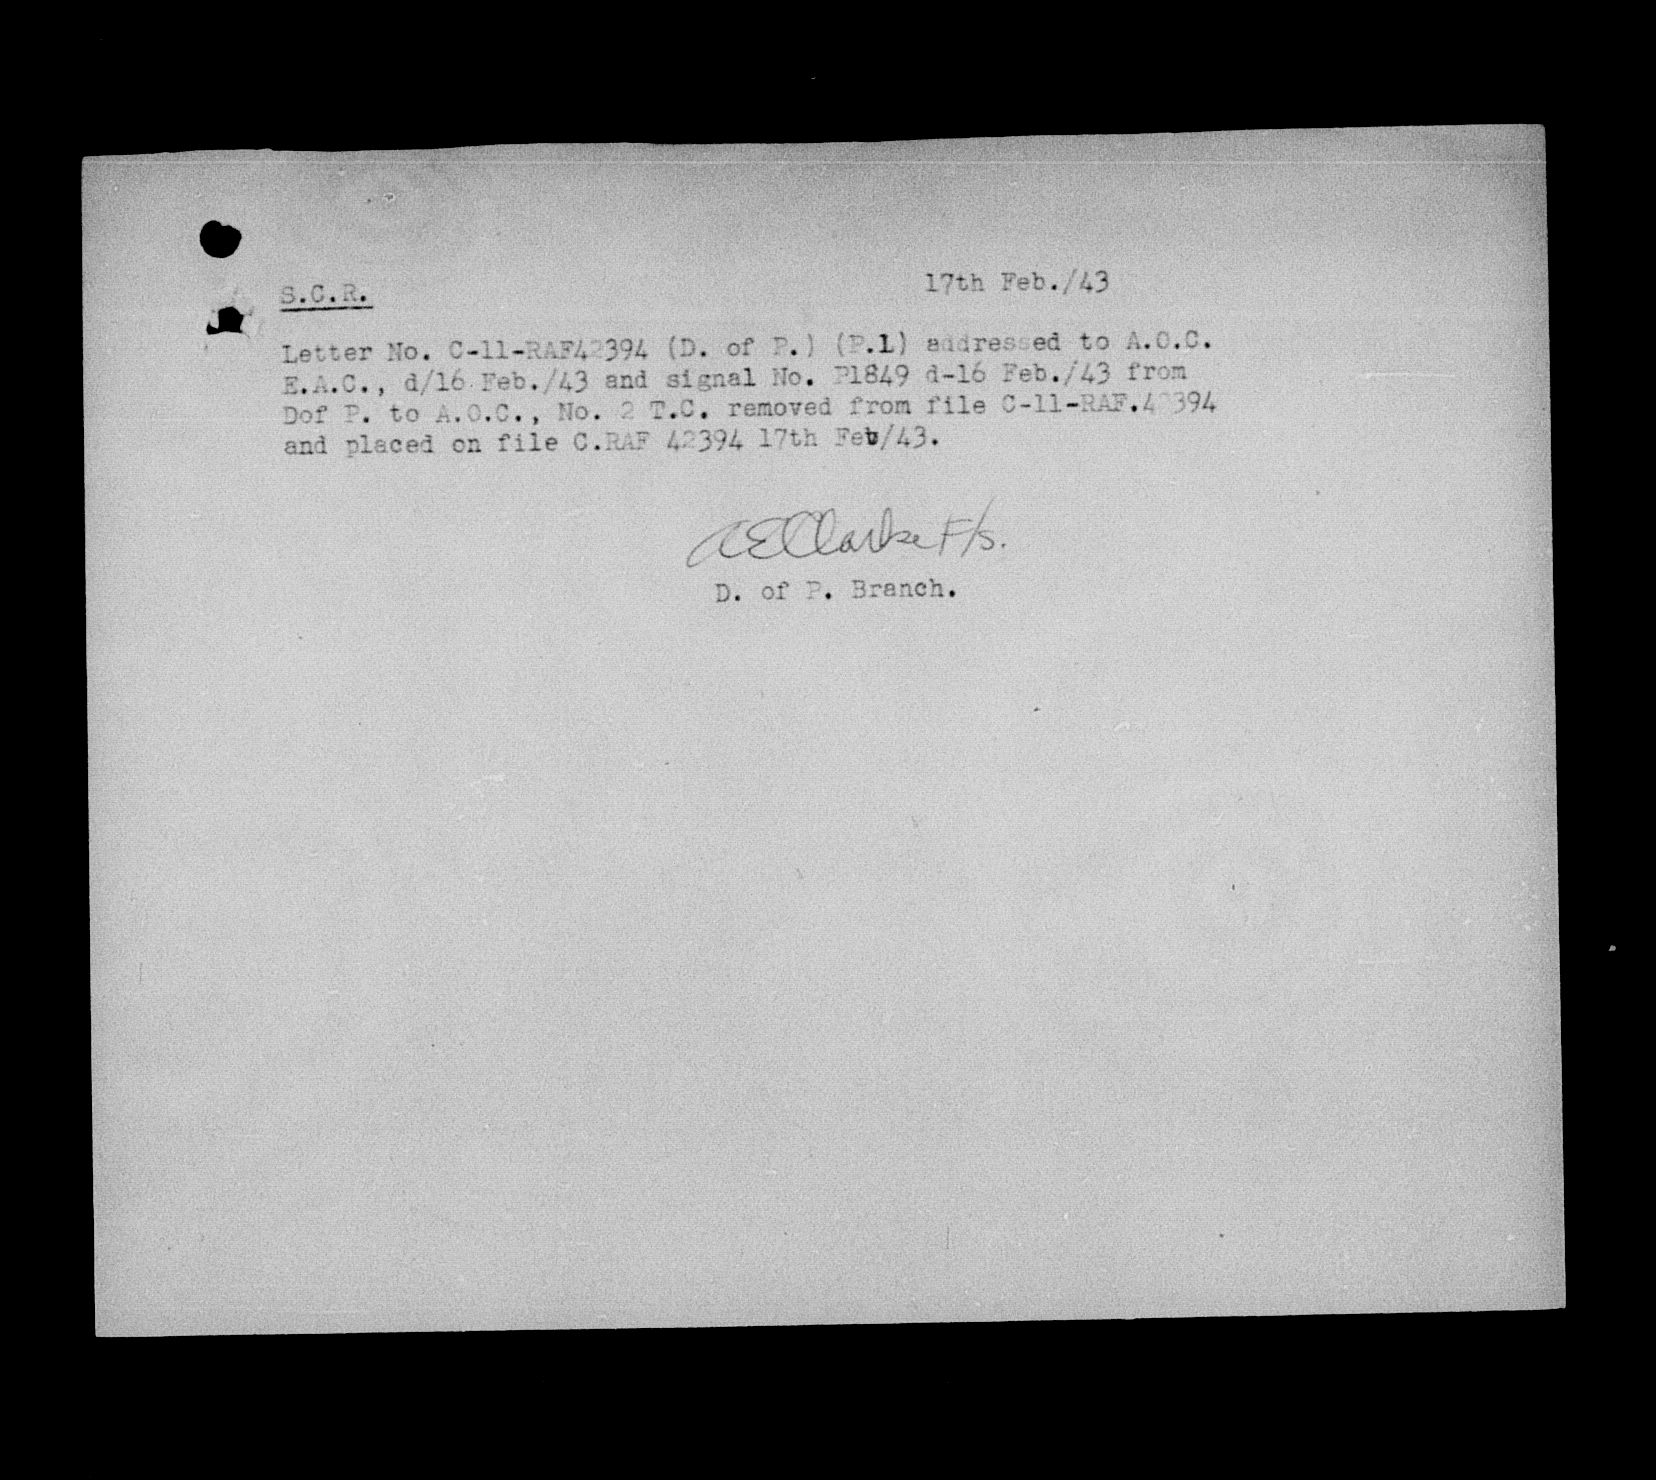 S.C.R. 17th Feb./43
Letter No. C-11-RAF42394 (D. of P.) (P.1) addressed to A.O.C.
E.A.C., d/16 Feb./43 and signal No. P1849 d-16 Feb./43 from
Dof P. to A.O.C., No. 2 T.C. removed from file C-11-RAF.42394
and placed on file C.RAF 42394 17th Feb/43.
AEClarke F/s.
D. of P. Branch.